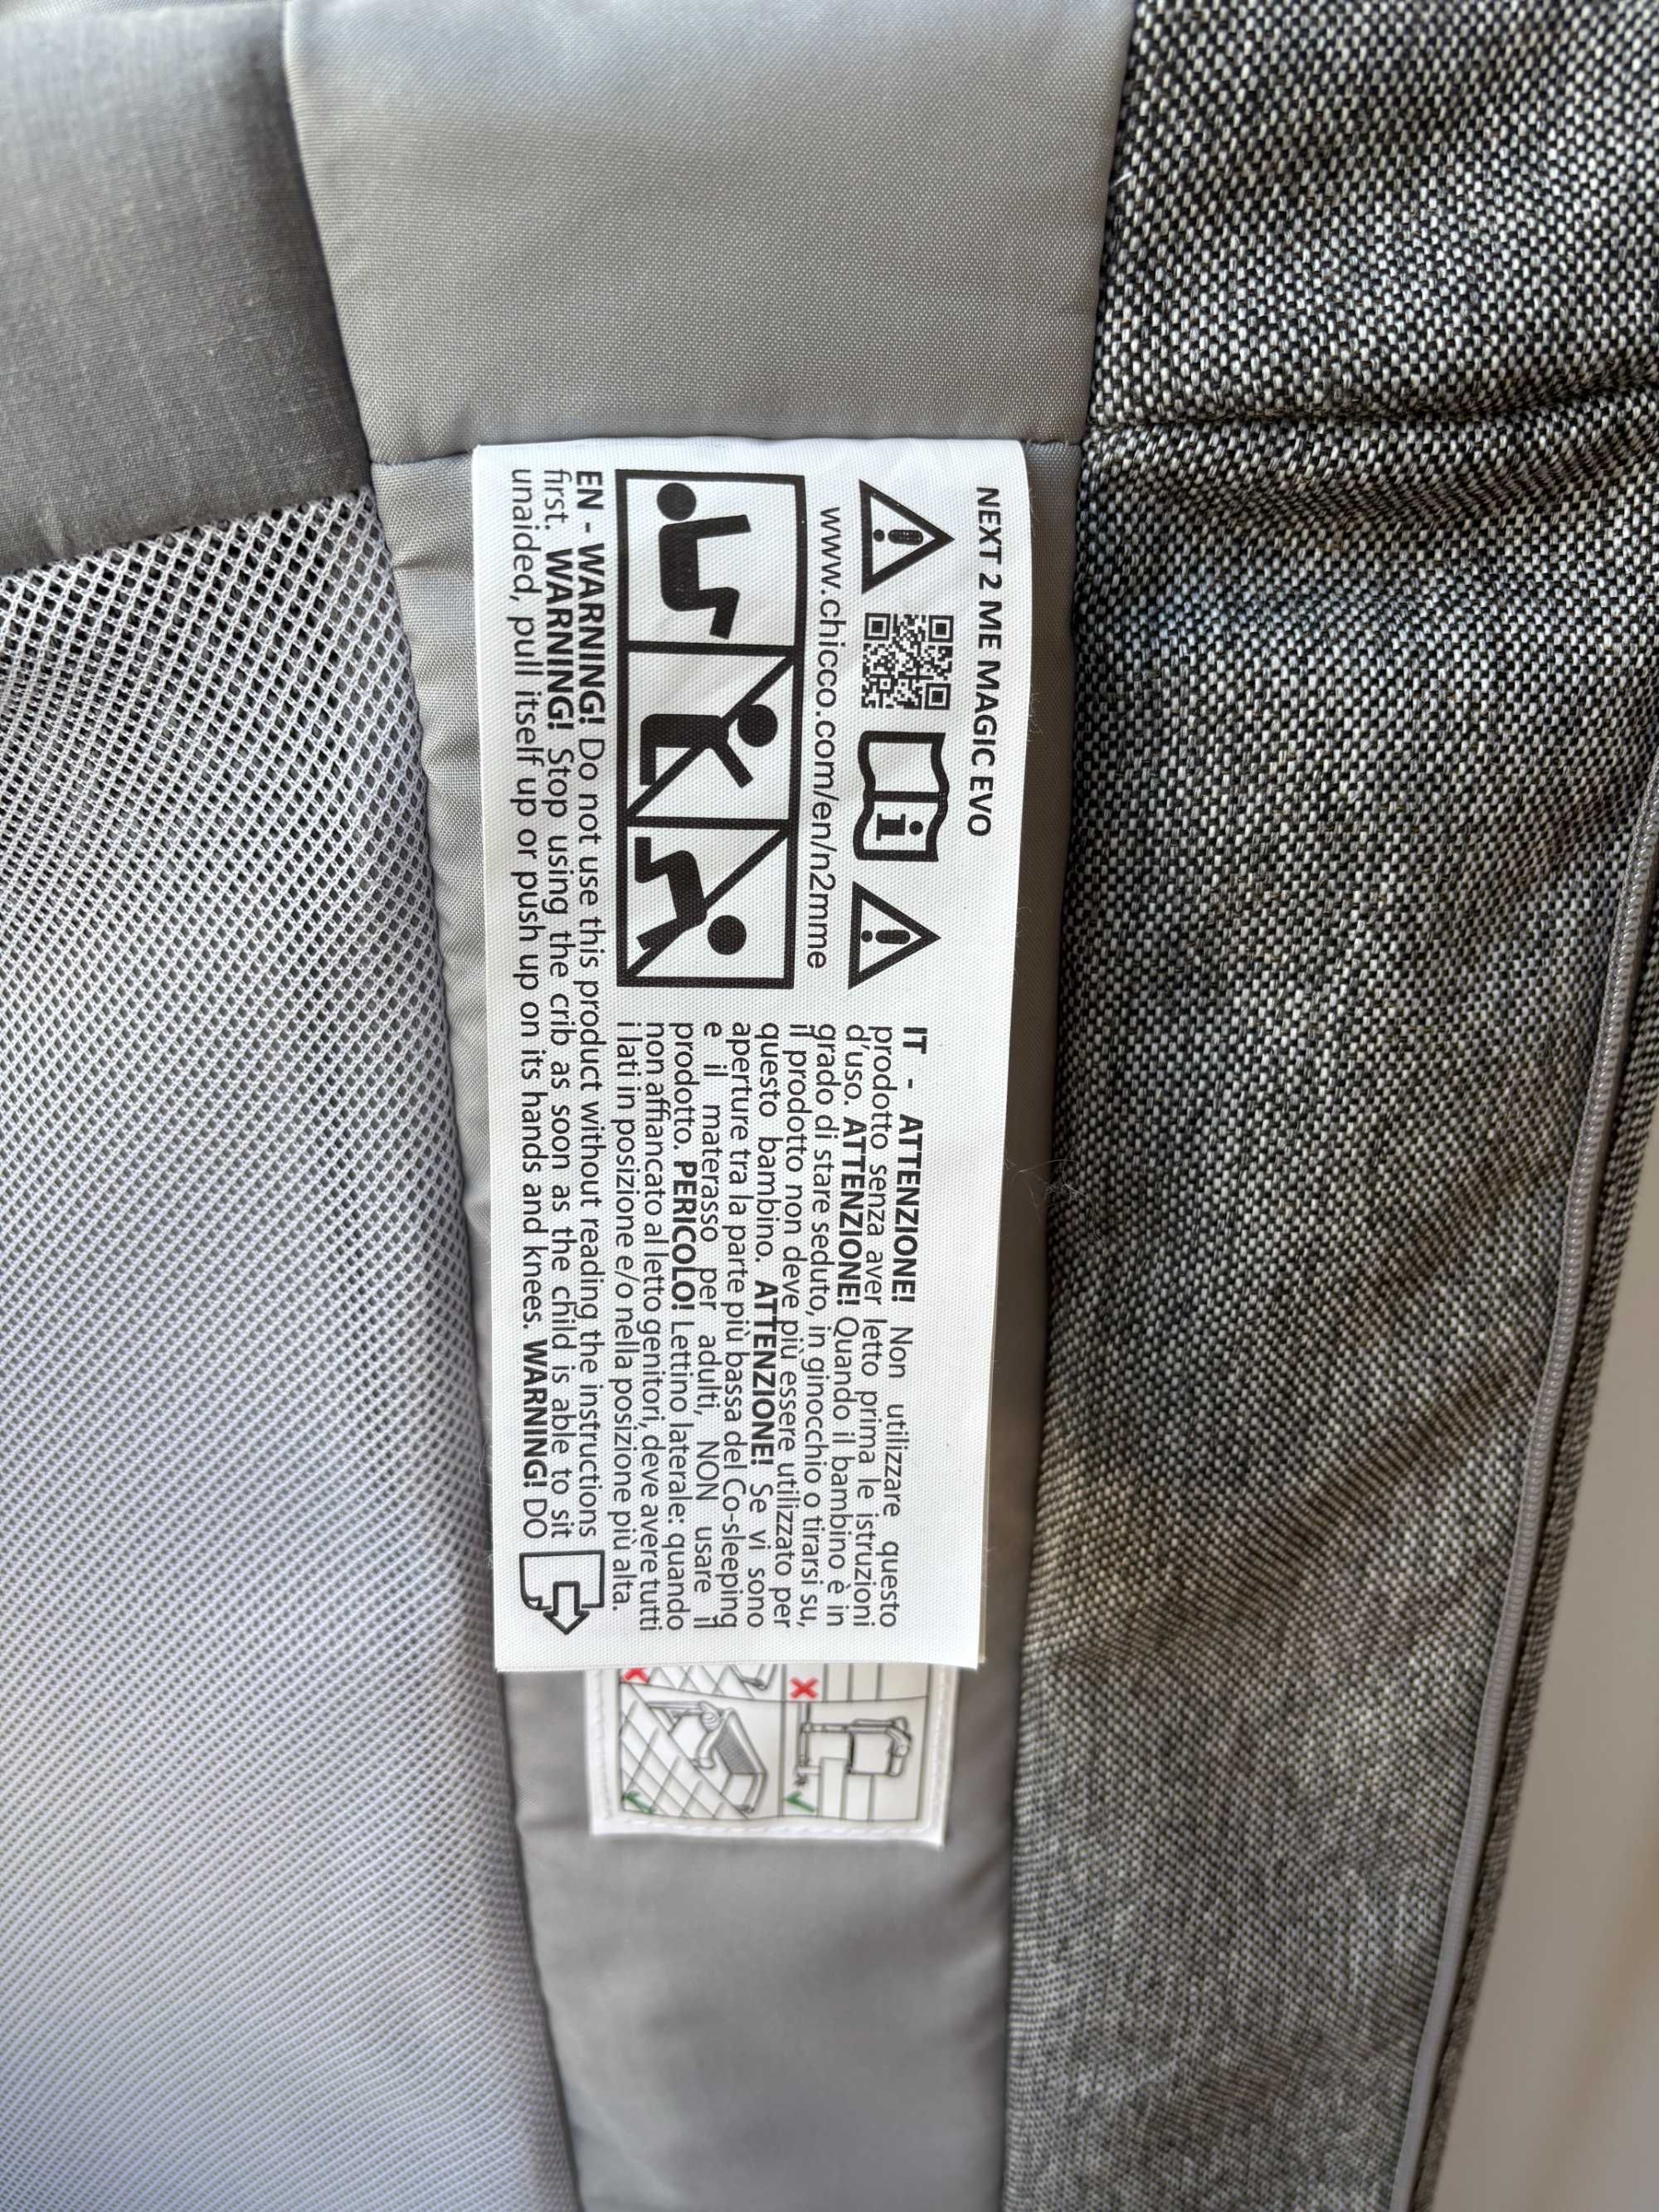 NEXT 2 ME MAGIC EVO
www.chicco.com/en/n2mme
IT - ATTENZIONE! Non utilizzare questo
prodotto senza aver letto prima le istruzioni
d'uso. ATTENZIONE! Quando il bambino è in
grado di stare seduto, in ginocchio o tirarsi su,
il prodotto non deve più essere utilizzato per
questo bambino. ATTENZIONE! Se vi sono
aperture tra la parte più bassa del Co-sleeping
e il materasso per adulti, NON usare il
prodotto. PERICOLO! Lettino laterale: quando
non affiancato al letto genitori, deve avere tutti
i lati in posizione e/o nella posizione più alta.
EN - WARNING! Do not use this product without reading the instructions
first. WARNING! Stop using the crib as soon as the child is able to sit
unaided, pull itself up or push up on its hands and knees. WARNING! DO